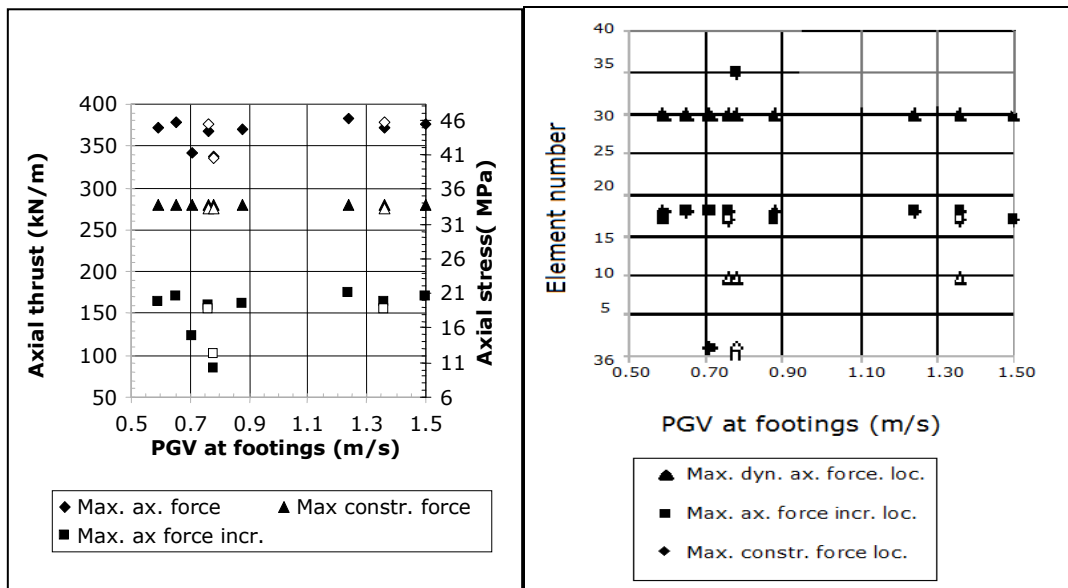 400
350
300
250
200
150
100
50
Axial thrust (kN/m)
46
41
36
33
26
21
16
11
6
Axial stress( MPa)
0.5 0.7 0.9 1.1 1.3 1.5
PGV at footings (m/s)
Max. ax. force
Max constr. force
Max. ax force incr.
40
35
30
25
20
15
10
5
36
Element number
0.50 0.70 0.90 1.10 1.30 1.50
PGV at footings (m/s)
Max. dyn. ax. force. loc.
Max. ax. force incr. loc.
Max. constr. force loc.